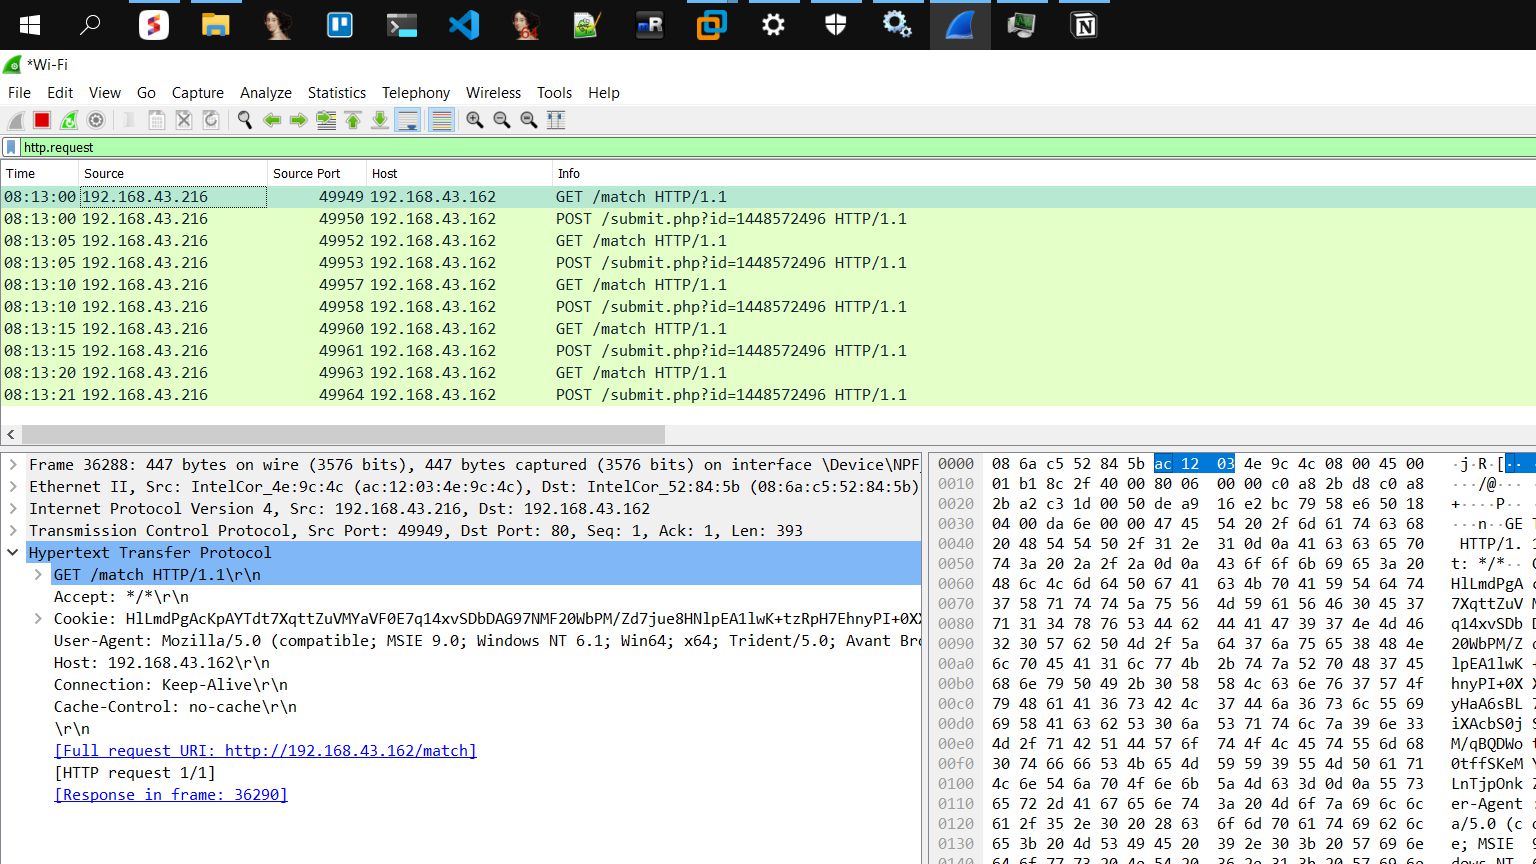 *Wi-Fi
File Edit View Go Capture Analyze Statistics Telephony Wireless Tools Help
http.request
Time Source Source Port Host Info
08:13:00 192.168.43.216 49949 192.168.43.162 GET /match HTTP/1.1
08:13:00 192.168.43.216 49950 192.168.43.162 POST /submit.php?id=1448572496 HTTP/1.1
08:13:05 192.168.43.216 49952 192.168.43.162 GET /match HTTP/1.1
08:13:05 192.168.43.216 49953 192.168.43.162 POST /submit.php?id=1448572496 HTTP/1.1
08:13:10 192.168.43.216 49957 192.168.43.162 GET /match HTTP/1.1
08:13:10 192.168.43.216 49958 192.168.43.162 POST /submit.php?id=1448572496 HTTP/1.1
08:13:15 192.168.43.216 49960 192.168.43.162 GET /match HTTP/1.1
08:13:15 192.168.43.216 49961 192.168.43.162 POST /submit.php?id=1448572496 HTTP/1.1
08:13:20 192.168.43.216 49963 192.168.43.162 GET /match HTTP/1.1
08:13:21 192.168.43.216 49964 192.168.43.162 POST /submit.php?id=1448572496 HTTP/1.1
Frame 36288: 447 bytes on wire (3576 bits), 447 bytes captured (3576 bits) on interface \Device\NPF_
Ethernet II, Src: IntelCor_4e:9c:4c (ac:12:03:4e:9c:4c), Dst: IntelCor_52:84:5b (08:6a:c5:52:84:5b)
Internet Protocol Version 4, Src: 192.168.43.216, Dst: 192.168.43.162
Transmission Control Protocol, Src Port: 49949, Dst Port: 80, Seq: 1, Ack: 1, Len: 393
Hypertext Transfer Protocol
GET /match HTTP/1.1\r\n
Accept: */*\r\n
Cookie: HlLmdPgAcKpAYTdt7XqttZuVMYaVF0E7q14xvSDbDAG97NMF20WbPM/Zd7jue8HNlpEA1lwK+tzRpH7EhnyPI+0XX
User-Agent: Mozilla/5.0 (compatible; MSIE 9.0; Windows NT 6.1; Win64; x64; Trident/5.0; Avant Bro
Host: 192.168.43.162\r\n
Connection: Keep-Alive\r\n
Cache-Control: no-cache\r\n
\r\n
[Full request URI: http://192.168.43.162/match]
[HTTP request 1/1]
[Response in frame: 36290]
0000 08 6a c5 52 84 5b ac 12 03 4e 9c 4c 08 00 45 00 ·j·R·[··
0010 01 b1 8c 2f 40 00 80 06 00 00 c0 a8 2b d8 c0 a8 ···/@···
0020 2b a2 c3 1d 00 50 de a9 16 e2 bc 79 58 e6 50 18 +····P··
0030 04 00 da 6e 00 00 47 45 54 20 2f 6d 61 74 63 68 ···n··GE
0040 20 48 54 54 50 2f 31 2e 31 0d 0a 41 63 63 65 70 HTTP/1.
0050 74 3a 20 2a 2f 2a 0d 0a 43 6f 6f 6b 69 65 3a 20 t: */*··
0060 48 6c 4c 6d 64 50 67 41 63 4b 70 41 59 54 64 74 HlLmdPgA
0070 37 58 71 74 74 5a 75 56 4d 59 61 56 46 30 45 37 7XqttZuV
0080 71 31 34 78 76 53 44 62 44 41 47 39 37 4e 4d 46 q14xvSDb
0090 32 30 57 62 50 4d 2f 5a 64 37 6a 75 65 38 48 4e 20WbPM/Z
00a0 6c 70 45 41 31 6c 77 4b 2b 74 7a 52 70 48 37 45 lpEA1lwK
00b0 68 6e 79 50 49 2b 30 58 58 4c 63 6e 76 37 57 4f hnyPI+0X
00c0 79 48 61 41 36 73 42 4c 37 44 6a 36 73 6c 55 69 yHaA6sBL
00d0 69 58 41 63 62 53 30 6a 53 71 74 6c 7a 39 6e 33 iXAcbS0j
00e0 4d 2f 71 42 51 44 57 6f 74 4f 4c 45 74 55 6d 68 M/qBQDWo
00f0 30 74 66 66 53 4b 65 4d 59 59 39 55 4d 50 61 71 0tffSKeM
0100 4c 6e 54 6a 70 4f 6e 6b 5a 4d 63 3d 0d 0a 55 73 LnTjpOnk
0110 65 72 2d 41 67 65 6e 74 3a 20 4d 6f 7a 69 6c 6c er-Agent
0120 61 2f 35 2e 30 20 28 63 6f 6d 70 61 74 69 62 6c a/5.0 (c
0130 65 3b 20 4d 53 49 45 20 39 2e 30 3b 20 57 69 6e e; MSIE